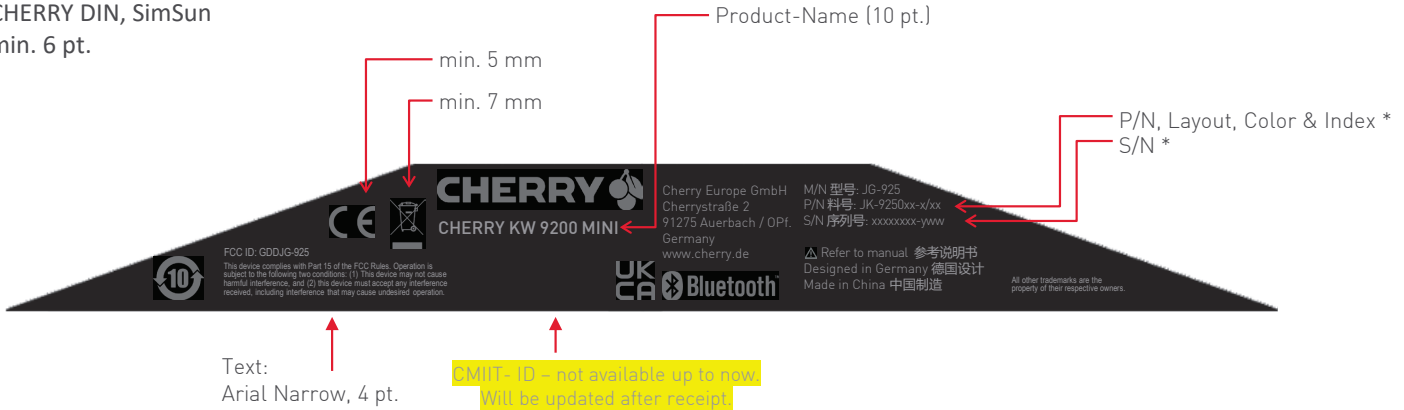 CHERRY DIN, SimSun
min. 6 pt.
Product-Name (10 pt.)
min. 5 mm
min. 7 mm
P/N, Layout, Color & Index *
S/N *
CHERRY
CHERRY KW 9200 MINI
CE
Cherry Europe GmbH
Cherrystraße 2
91275 Auerbach / OPf.
Germany
www.cherry.de
M/N 型号: JG-925
P/N 料号: JK-9250xx-x/xx
S/N 序列号: xxxxxxxx-yww
Refer to manual 参考说明书
Designed in Germany 德国设计
Made in China 中国制造
FCC ID: GDDJG-925
This device complies with Part 15 of the FCC Rules. Operation is
subject to the following two conditions: (1) This device may not cause
harmful interference, and (2) this device must accept any interference
received, including interference that may cause undesired operation.
10
UK
CA
Bluetooth
All other trademarks are the
property of their respective owners.
Text:
Arial Narrow, 4 pt.
CMIIT- ID – not available up to now.
Will be updated after receipt.